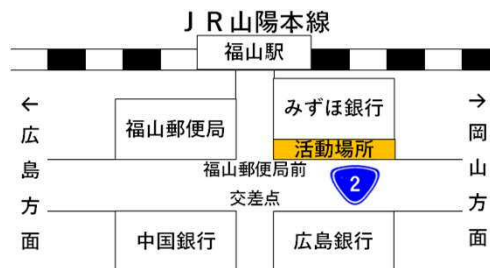 ＪＲ山陽本線
福山駅
←広島方面
福山郵便局
みずほ銀行
活動場所
→岡山方面
福山郵便局前
交差点
2
中国銀行
広島銀行